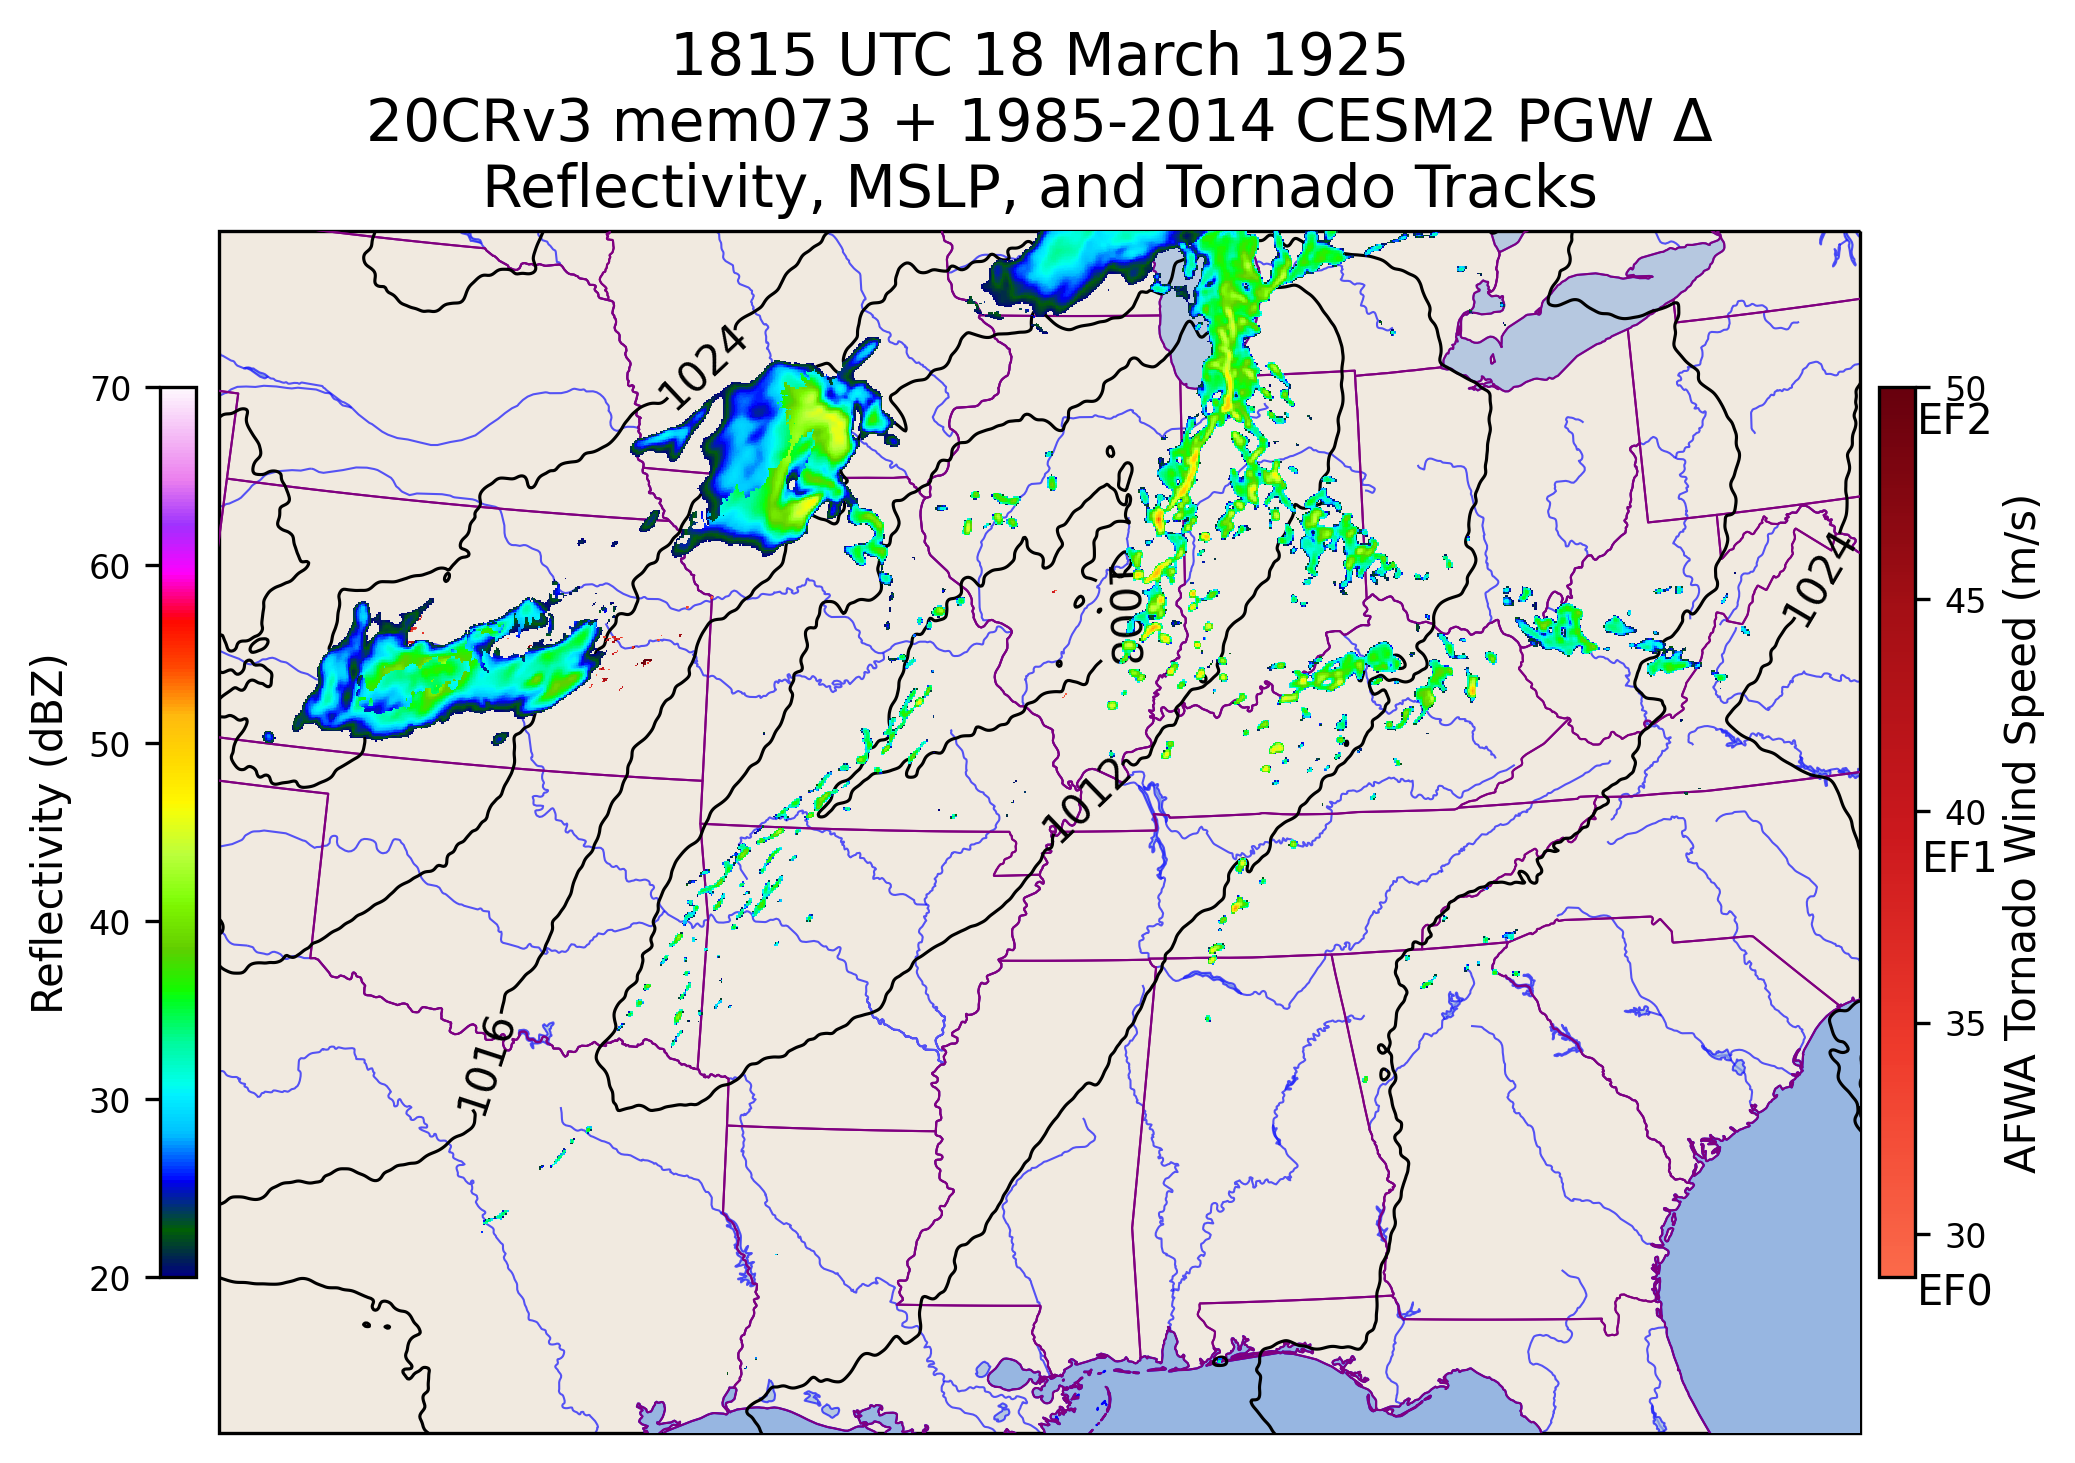 1815 UTC 18 March 1925
20CRv3 mem073 + 1985-2014 CESM2 PGW Δ
Reflectivity, MSLP, and Tornado Tracks
70
60
50
40
30
20
Reflectivity (dBZ)
1024
1008
1024
1012
1016
50
EF2
45
40
EF1
35
30
EF0
AFWA Tornado Wind Speed (m/s)